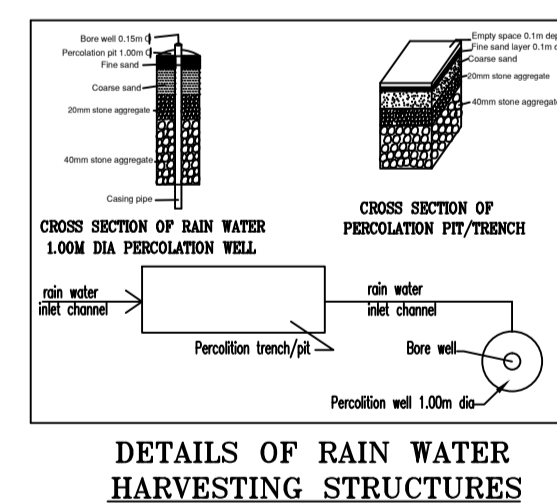 Bore well 0.15m
Percolation pit 1.00m
Fine sand
Coarse sand
20mm stone aggregate
40mm stone aggregate
Casing pipe
CROSS SECTION OF RAIN WATER
1.00M DIA PERCOLATION WELL
Empty space 0.1m dep
Fine sand layer 0.1m d
Coarse sand
20mm stone aggregate
40mm stone aggregat
CROSS SECTION OF
PERCOLATION PIT/TRENCH
rain water
inlet channel
Percolition trench/pit
rain water
inlet channel
Bore well
Percolition well 1.00m dia
DETAILS OF RAIN WATER
HARVESTING STRUCTURES